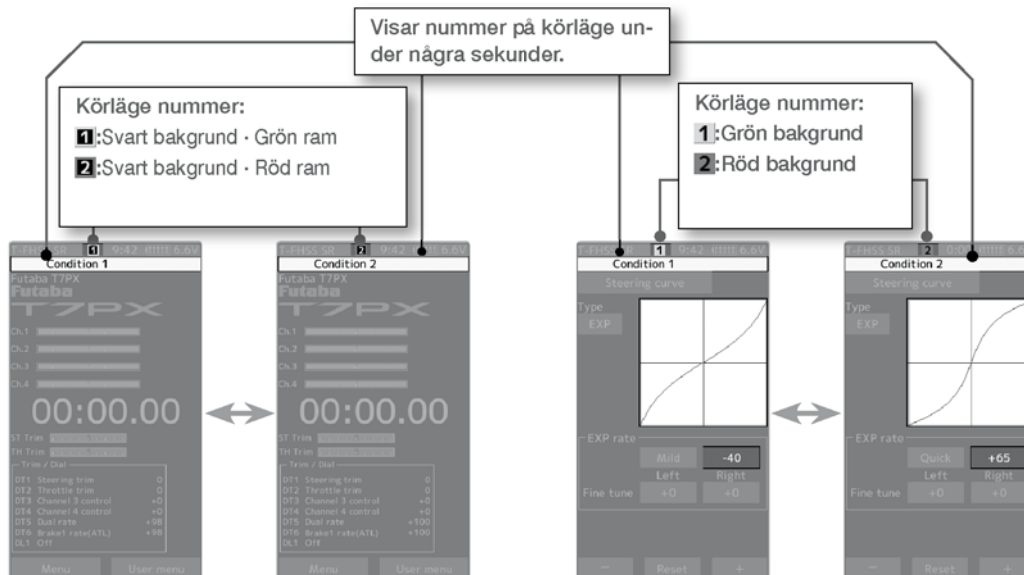 Visar nummer på körläge un-
der några sekunder.
Körläge nummer:
1:Svart bakgrund · Grön ram
2:Svart bakgrund · Röd ram
Körläge nummer:
1:Grön bakgrund
2:Röd bakgrund
T-FHSS SR 1 9:42 6.6V
Condition 1
Futaba T7PX
Futaba
T7PX
Ch.1
Ch.2
Ch.3
Ch.4
00:00.00
ST Trim
TH Trim
Trim / Dial
DT1 Steering trim 0
DT2 Throttle trim 0
DT3 Channel 3 control +0
DT4 Channel 4 control +0
DT5 Dual rate +98
DT6 Brake1 rate(ATL) +98
DL1 Off
Menu User menu
T-FHSS SR 2 9:42 6.6V
Condition 2
Futaba T7PX
Futaba
T7PX
Ch.1
Ch.2
Ch.3
Ch.4
00:00.00
ST Trim
TH Trim
Trim / Dial
DT1 Steering trim 0
DT2 Throttle trim 0
DT3 Channel 3 control +0
DT4 Channel 4 control +0
DT5 Dual rate +100
DT6 Brake1 rate(ATL) +100
DL1 Off
Menu User menu
T-FHSS SR 1 9:42 6.6V
Condition 1
Steering curve
Type
EXP
EXP rate
Mild -40
Left Right
Fine tune +0 +0
− Reset +
T-FHSS SR 2
Condition 2
Steering curve
Type
EXP
EXP rate
Quick +65
Left Right
Fine tune +0 +0
− Reset +